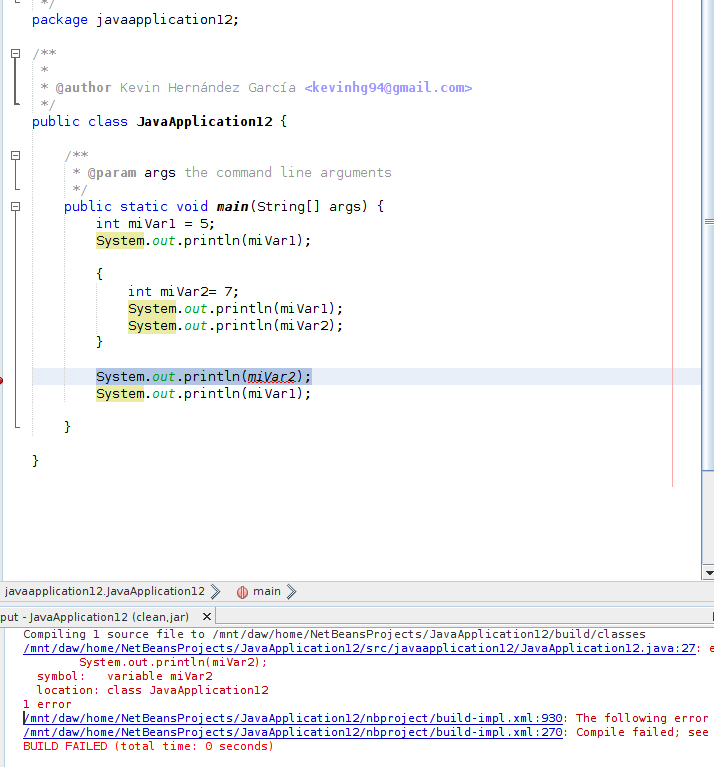 */
package javaapplication12;
/**
*
* @author Kevin Hernández García <kevinhg94@gmail.com>
*/
public class JavaApplication12 {
/**
* @param args the command line arguments
*/
public static void main(String[] args) {
int miVar1 = 5;
System.out.println(miVar1);
{
int miVar2= 7;
System.out.println(miVar1);
System.out.println(miVar2);
}
System.out.println(miVar2);
System.out.println(miVar1);
}
}
javaapplication12.JavaApplication12 main
put - JavaApplication12 (clean,jar)
Compiling 1 source file to /mnt/daw/home/NetBeansProjects/JavaApplication12/build/classes
/mnt/daw/home/NetBeansProjects/JavaApplication12/src/javaapplication12/JavaApplication12.java:27: e
System.out.println(miVar2);
symbol: variable miVar2
location: class JavaApplication12
1 error
/mnt/daw/home/NetBeansProjects/JavaApplication12/nbproject/build-impl.xml:930: The following error
/mnt/daw/home/NetBeansProjects/JavaApplication12/nbproject/build-impl.xml:270: Compile failed; see
BUILD FAILED (total time: 0 seconds)